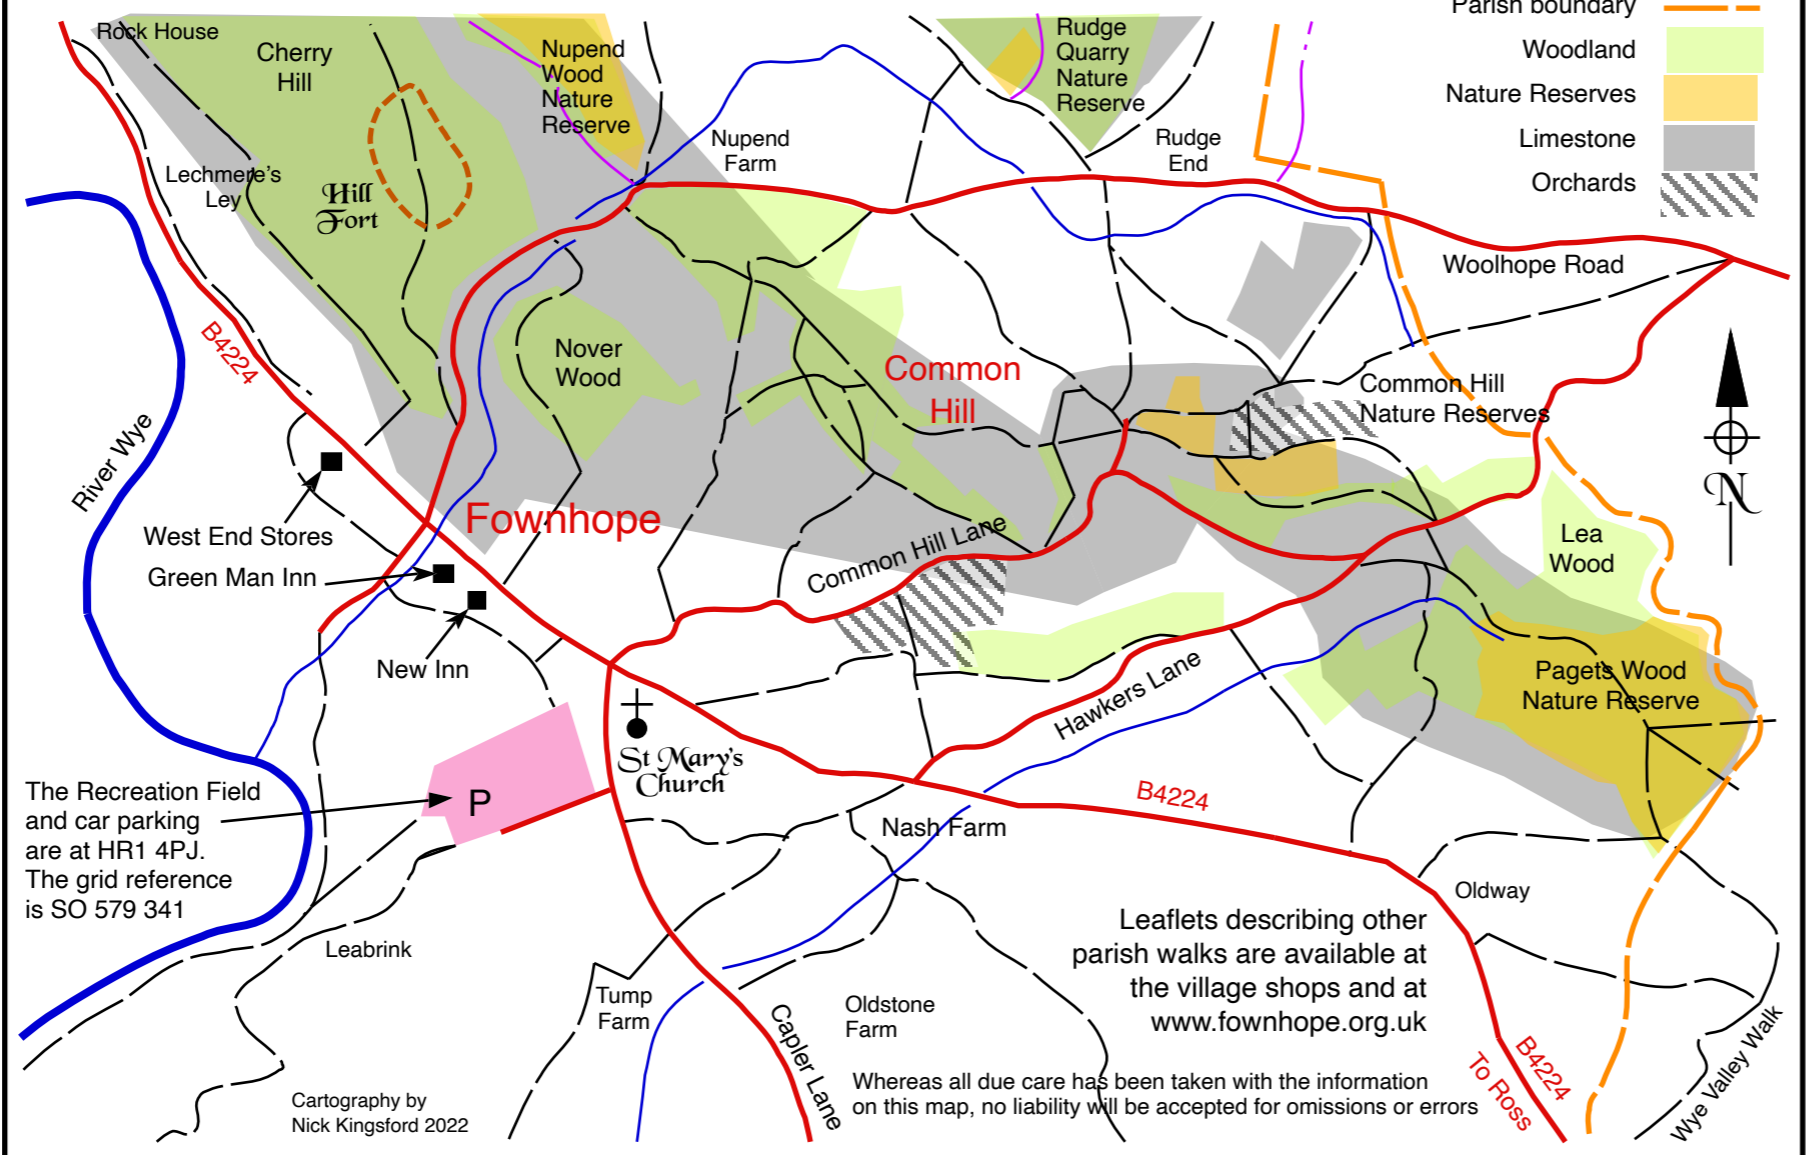 Rock House
Cherry
Hill
Nupend
Wood
Nature
Reserve
Rudge
Quarry
Nature
Reserve
Parish boundary
Woodland
Nature Reserves
Limestone
Orchards
Nupend
Farm
Rudge
End
Lechmere's
Ley
Hill
Fort
Woolhope Road
B4224
Nover
Wood
Common
Hill
Common Hill
Nature Reserves
River Wye
N
West End Stores
Fownhope
Green Man Inn
Common Hill Lane
Lea
Wood
New Inn
Hawkers Lane
Pagets Wood
Nature Reserve
St Mary's
Church
The Recreation Field
and car parking
are at HR1 4PJ.
The grid reference
is SO 579 341
P
B4224
Nash Farm
Oldway
Leabrink
Leaflets describing other
parish walks are available at
the village shops and at
www.fownhope.org.uk
Tump
Farm
Oldstone
Farm
Capler Lane
B4224
To Ross
Wye Valley Walk
Cartography by
Nick Kingsford 2022
Whereas all due care has been taken with the information
on this map, no liability will be accepted for omissions or errors